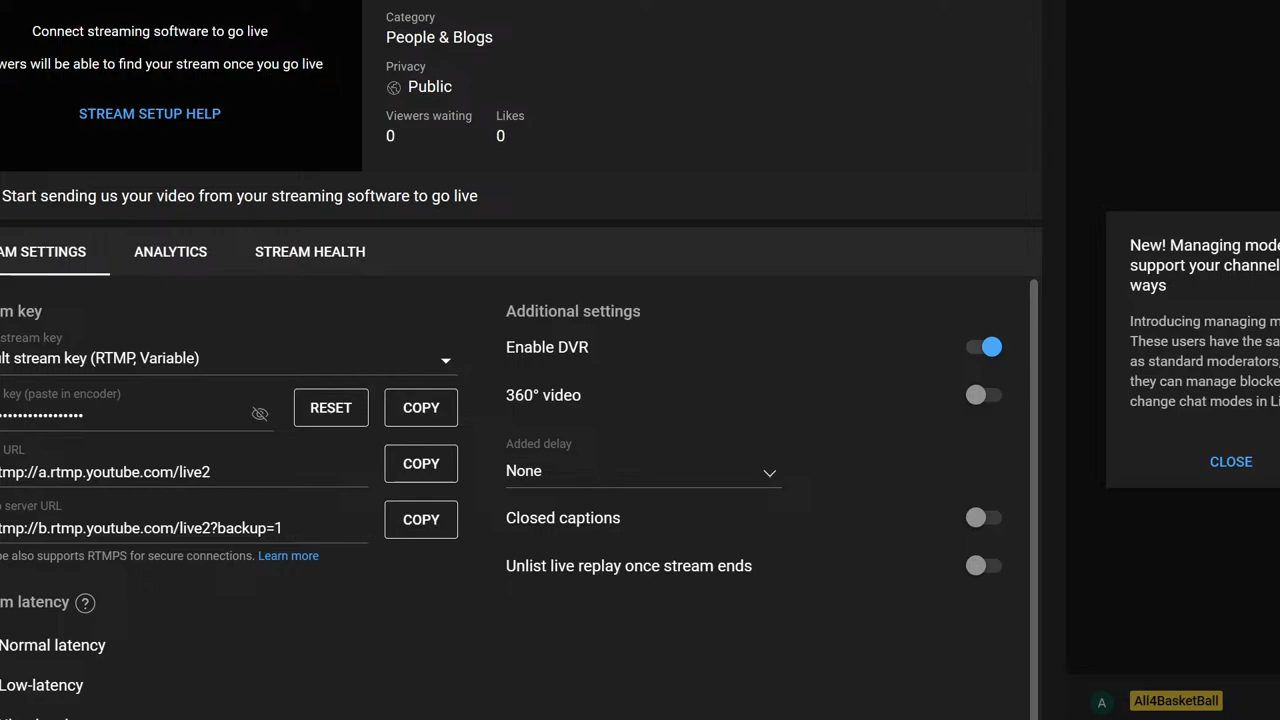 Connect streaming software to go live
wers will be able to find your stream once you go live
STREAM SETUP HELP
Category
People & Blogs
Privacy
Public
Viewers waiting
0
Likes
0
Start sending us your video from your streaming software to go live
AM SETTINGS
ANALYTICS
STREAM HEALTH
m key
stream key
lt stream key (RTMP, Variable)
key (paste in encoder)
RESET
COPY
URL
tmp://a.rtmp.youtube.com/live2
COPY
server URL
tmp://b.rtmp.youtube.com/live2?backup=1
COPY
be also supports RTMPS for secure connections. Learn more
m latency
Normal latency
Low-latency
Additional settings
Enable DVR
360° video
Added delay
None
Closed captions
Unlist live replay once stream ends
New! Managing mode
support your channel
ways
Introducing managing m
These users have the sa
as standard moderators,
they can manage blocke
change chat modes in Li
CLOSE
A
All4BasketBall